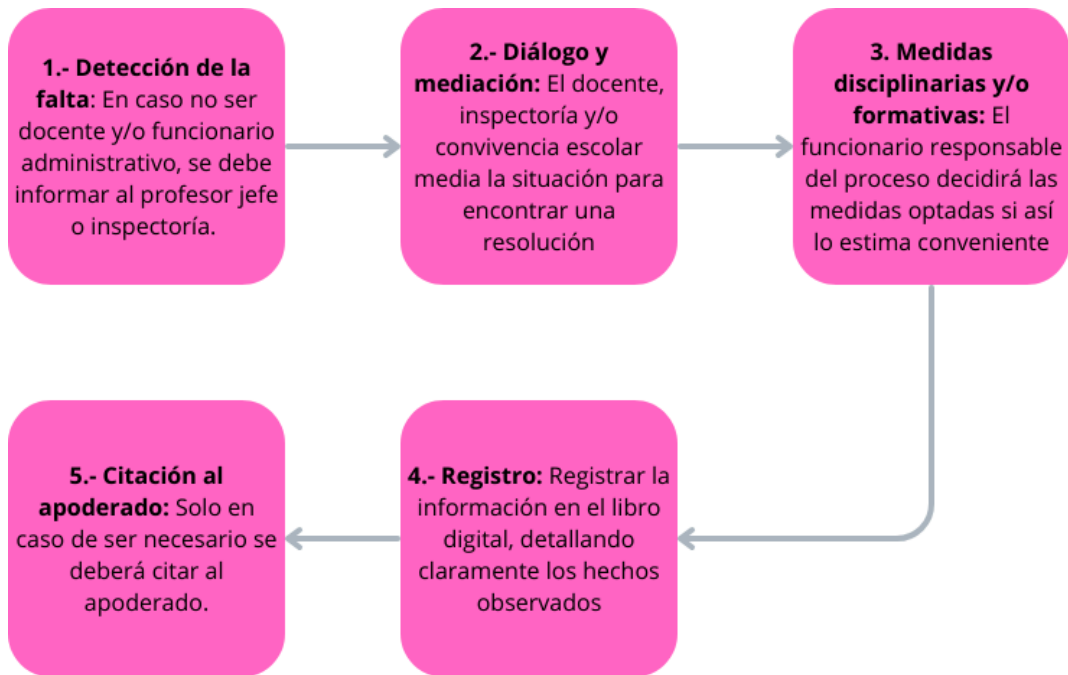 1.- Detección de la
falta: En caso no ser
docente y/o funcionario
administrativo, se debe
informar al profesor jefe
o inspectoría.
2.- Diálogo y
mediación: El docente,
inspectoría y/o
convivencia escolar
media la situación para
encontrar una
resolución
3. Medidas
disciplinarias y/o
formativas: El
funcionario responsable
del proceso decidirá las
medidas optadas si así
lo estima conveniente
4.- Registro: Registrar la
información en el libro
digital, detallando
claramente los hechos
observados
5.- Citación al
apoderado: Solo en
caso de ser necesario se
deberá citar al
apoderado.